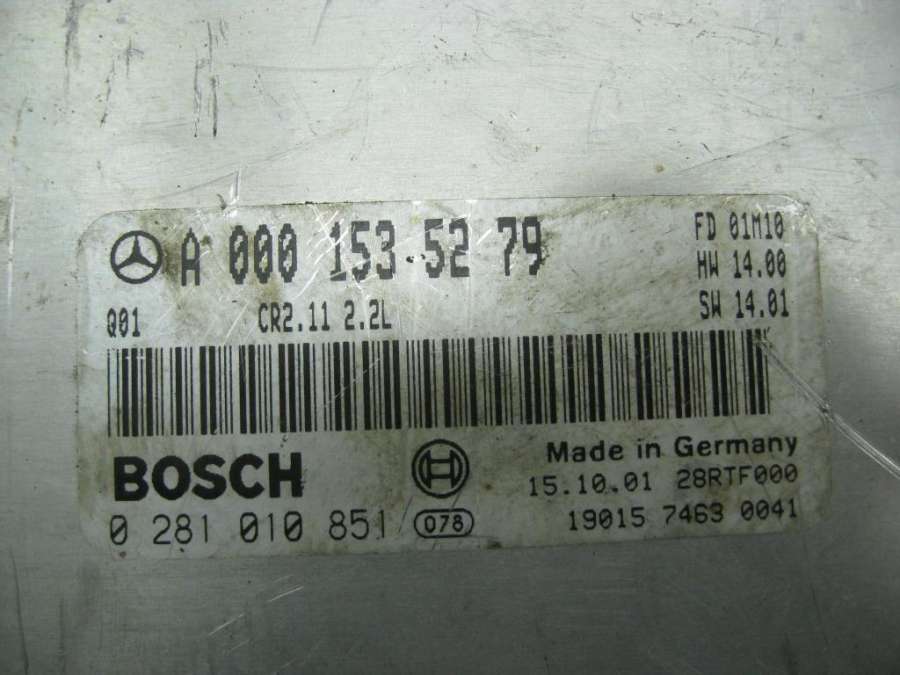 A 000 153 52 79
FD 01M10
HW 14.00
Q01 CR2.11 2.2L
SW 14.01
BOSCH
Made in Germany
15.10.01 28RTF000
0 281 010 851 078
19015 7463 0041